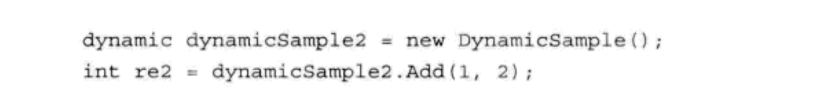 dynamic dynamicSample2 = new DynamicSample();
int re2 = dynamicSample2.Add(1, 2);